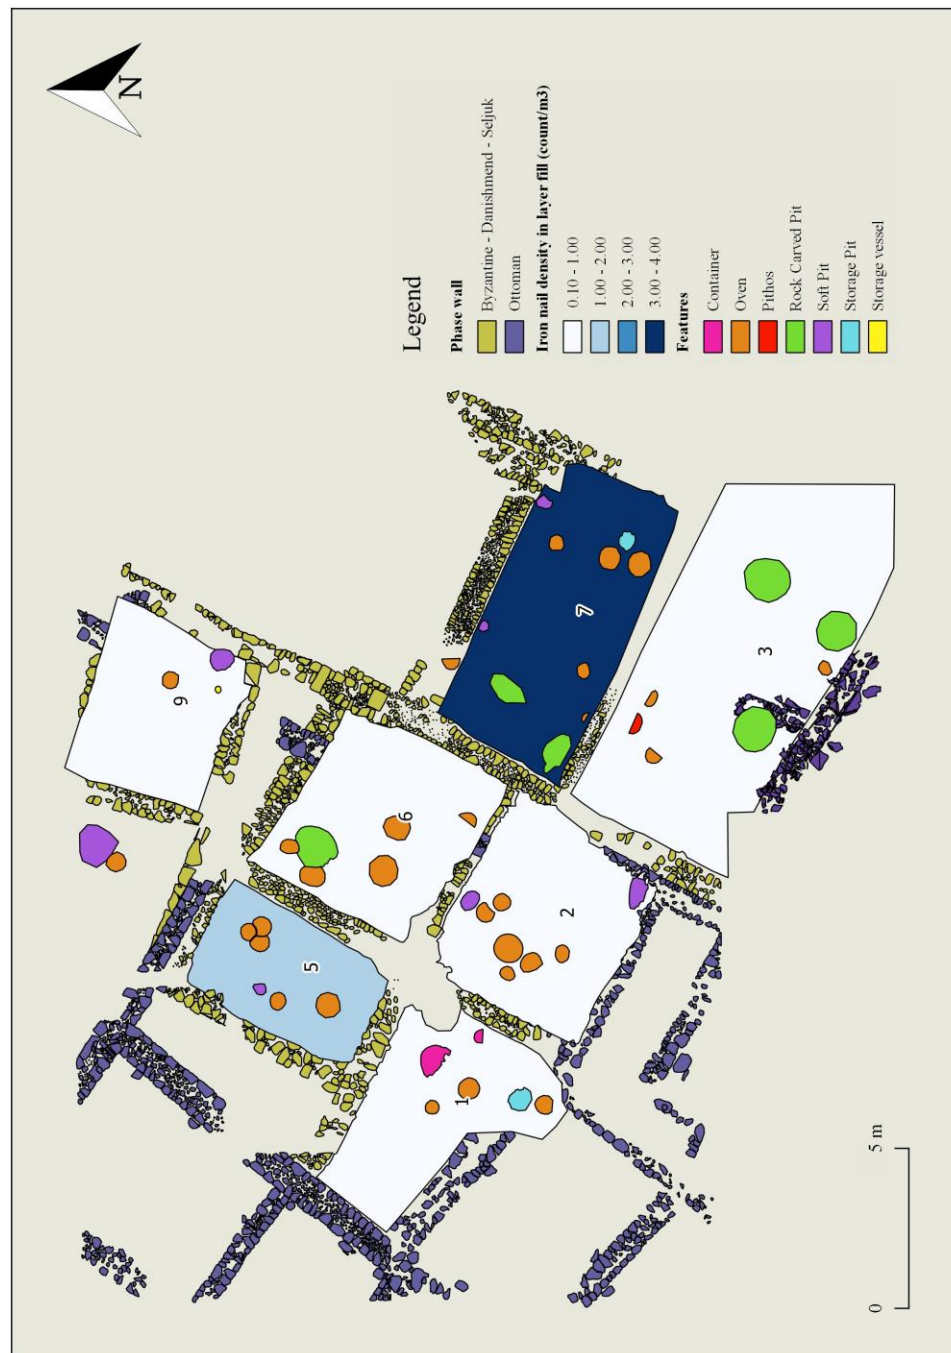 N
9
5
6
1
2
7
3
Legend
Phase wall
Byzantine - Danishmend - Seljuk
Ottoman
Iron nail density in layer fill (count/m3)
0.10 - 1.00
1.00 - 2.00
2.00 - 3.00
3.00 - 4.00
Features
Container
Oven
Pithos
Rock Carved Pit
Soft Pit
Storage Pit
Storage vessel
0 5 m